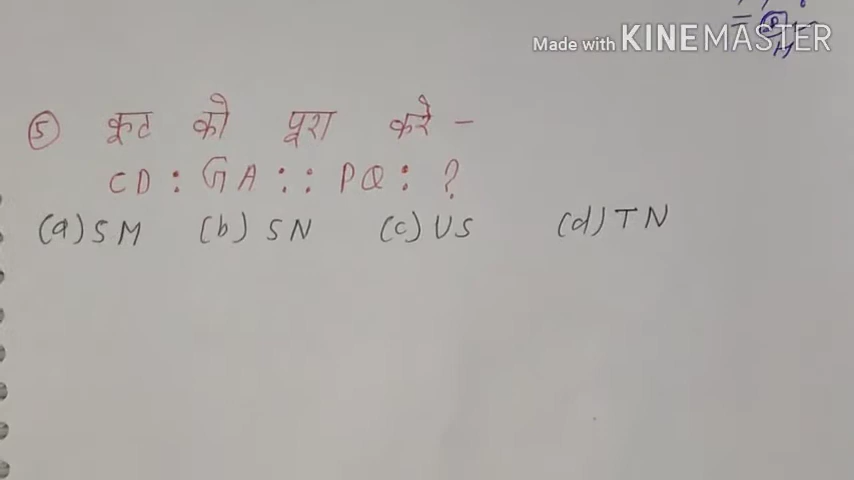 Made with KINEMASTER
(5) कूट को पूरा करे -
CD : GA :: PQ : ?
(a) SM (b) SN (c) US (d) TN